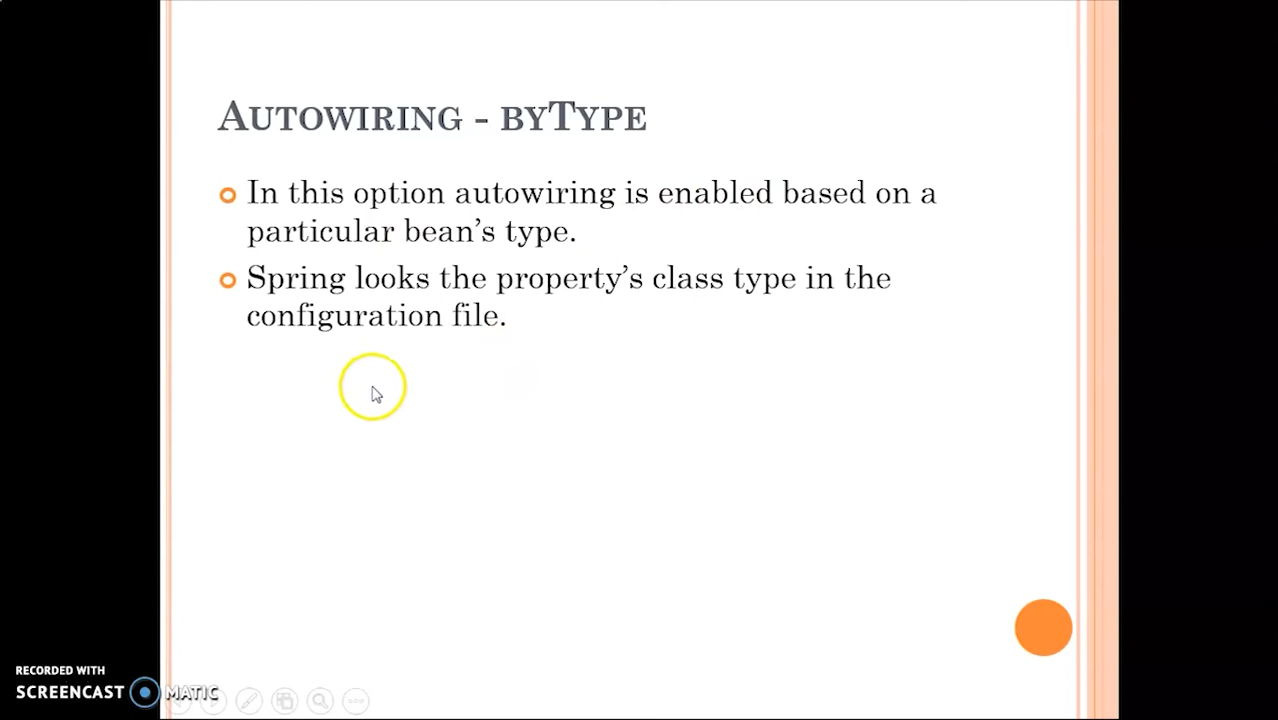 AUTOWIRING - BYTYPE
In this option autowiring is enabled based on a
particular bean's type.
Spring looks the property's class type in the
configuration file.
RECORDED WITH
SCREENCAST MATIC